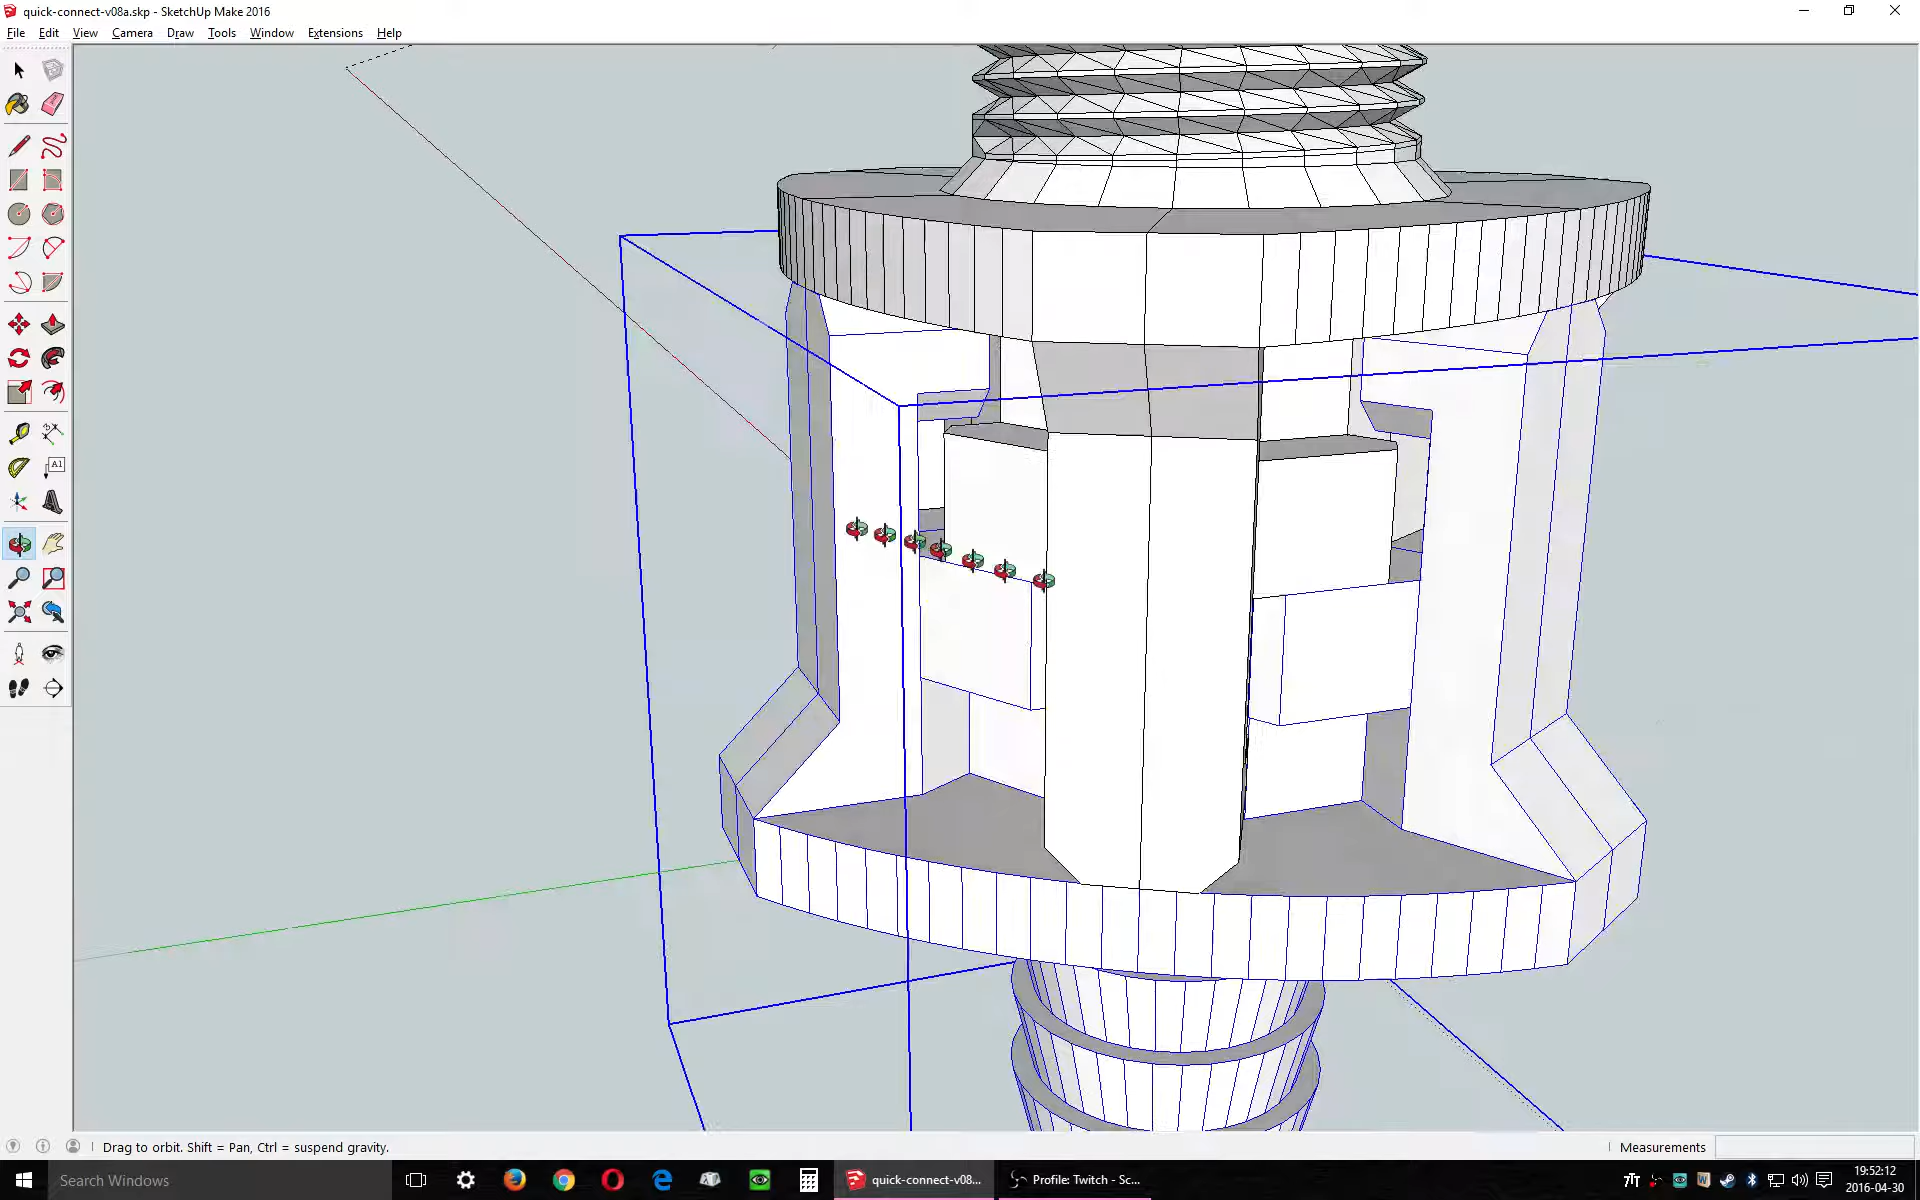 quick-connect-v08a.skp - SketchUp Make 2016
File Edit View Camera Draw Tools Window Extensions Help
A1
Drag to orbit. Shift = Pan, Ctrl = suspend gravity.
Measurements
Search Windows
quick-connect-v08...
Profile: Twitch - Sc...
19:52:12
2016-04-30